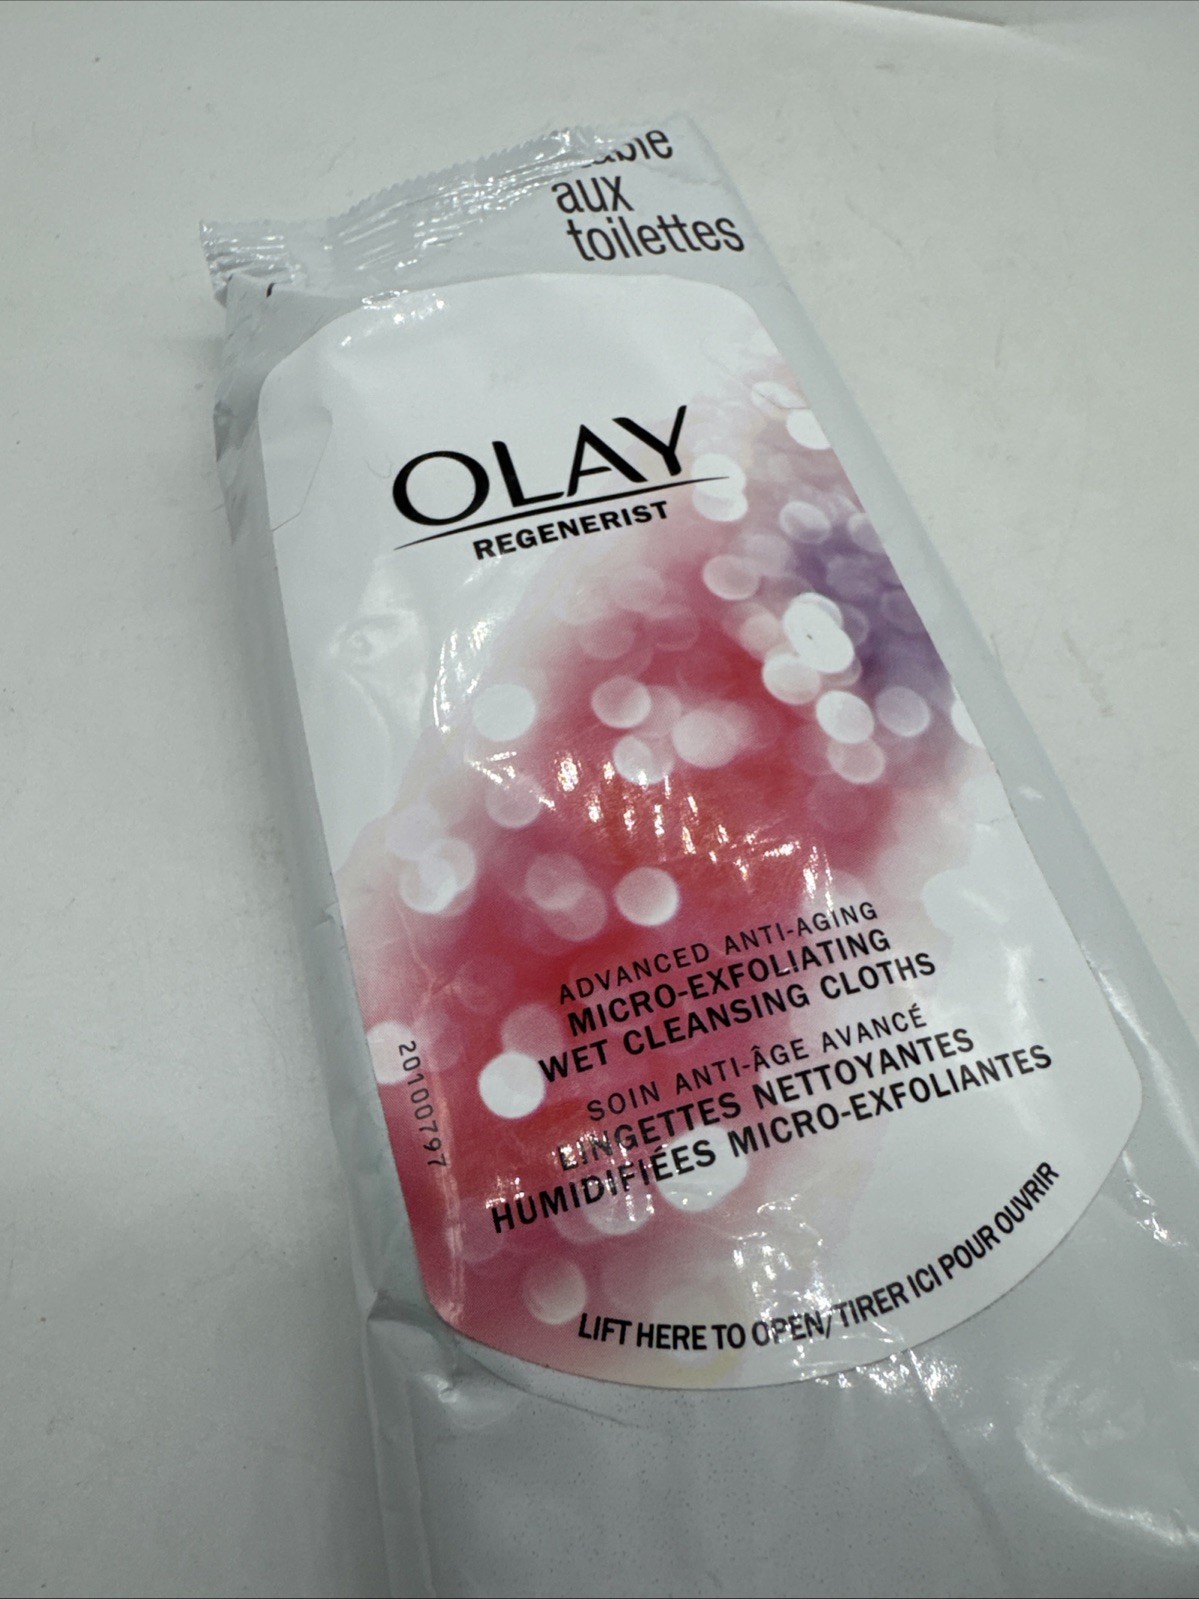 aux
toilettes
OLAY
REGENERIST
ADVANCED ANTI-AGING
MICRO-EXFOLIATING
WET CLEANSING CLOTHS
SOIN ANTI-ÂGE AVANCÉ
LINGETTES NETTOYANTES
HUMIDIFIÉES MICRO-EXFOLIANTES
20100797
LIFT HERE TO OPEN/TIRER ICI POUR OUVRIR